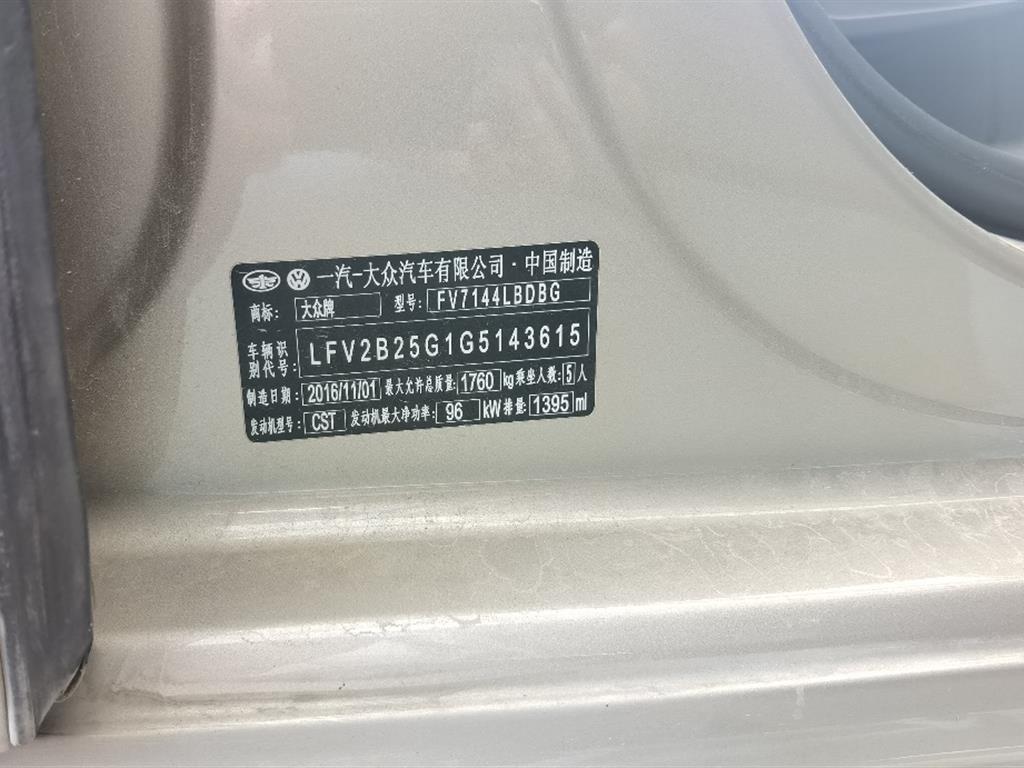 一汽-大众汽车有限公司·中国制造
商标: 大众牌 型号: FV7144LBDBG
车辆识别代号: LFV2B25G1G5143615
制造日期: 2016/11/01 最大允许总质量: 1760 kg 乘坐人数: 5 人
发动机型号: CST 发动机最大净功率: 96 kW 排量: 1395 ml